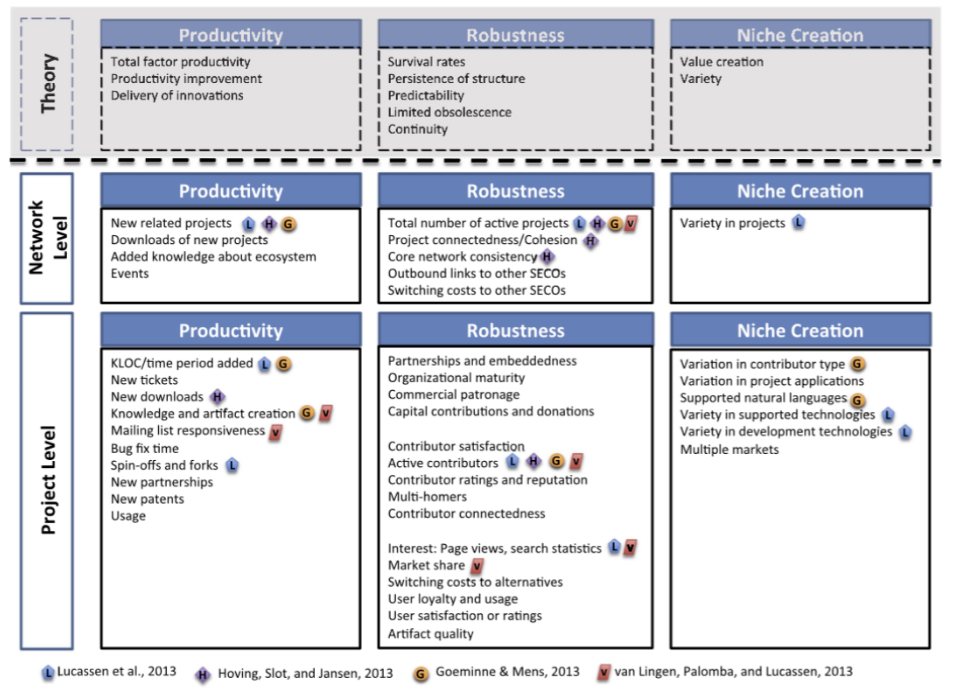 Theory
Productivity
Total factor productivity
Productivity improvement
Delivery of innovations
Robustness
Survival rates
Persistence of structure
Predictability
Limited obsolescence
Continuity
Niche Creation
Value creation
Variety
Network Level
Productivity
New related projects L H G
Downloads of new projects
Added knowledge about ecosystem
Events
Robustness
Total number of active projects L H G v
Project connectedness/Cohesion H
Core network consistency H
Outbound links to other SECOs
Switching costs to other SECOs
Niche Creation
Variety in projects L
Project Level
Productivity
KLOC/time period added L G
New tickets
New downloads H
Knowledge and artifact creation G v
Mailing list responsiveness v
Bug fix time
Spin-offs and forks L
New partnerships
New patents
Usage
Robustness
Partnerships and embeddedness
Organizational maturity
Commercial patronage
Capital contributions and donations
Contributor satisfaction
Active contributors L H G v
Contributor ratings and reputation
Multi-homers
Contributor connectedness
Interest: Page views, search statistics L v
Market share v
Switching costs to alternatives
User loyalty and usage
User satisfaction or ratings
Artifact quality
Niche Creation
Variation in contributor type G
Variation in project applications
Supported natural languages G
Variety in supported technologies L
Variety in development technologies L
Multiple markets
L Lucassen et al., 2013 H Hoving, Slot, and Jansen, 2013 G Goeminne & Mens, 2013 v van Lingen, Palomba, and Lucassen, 2013